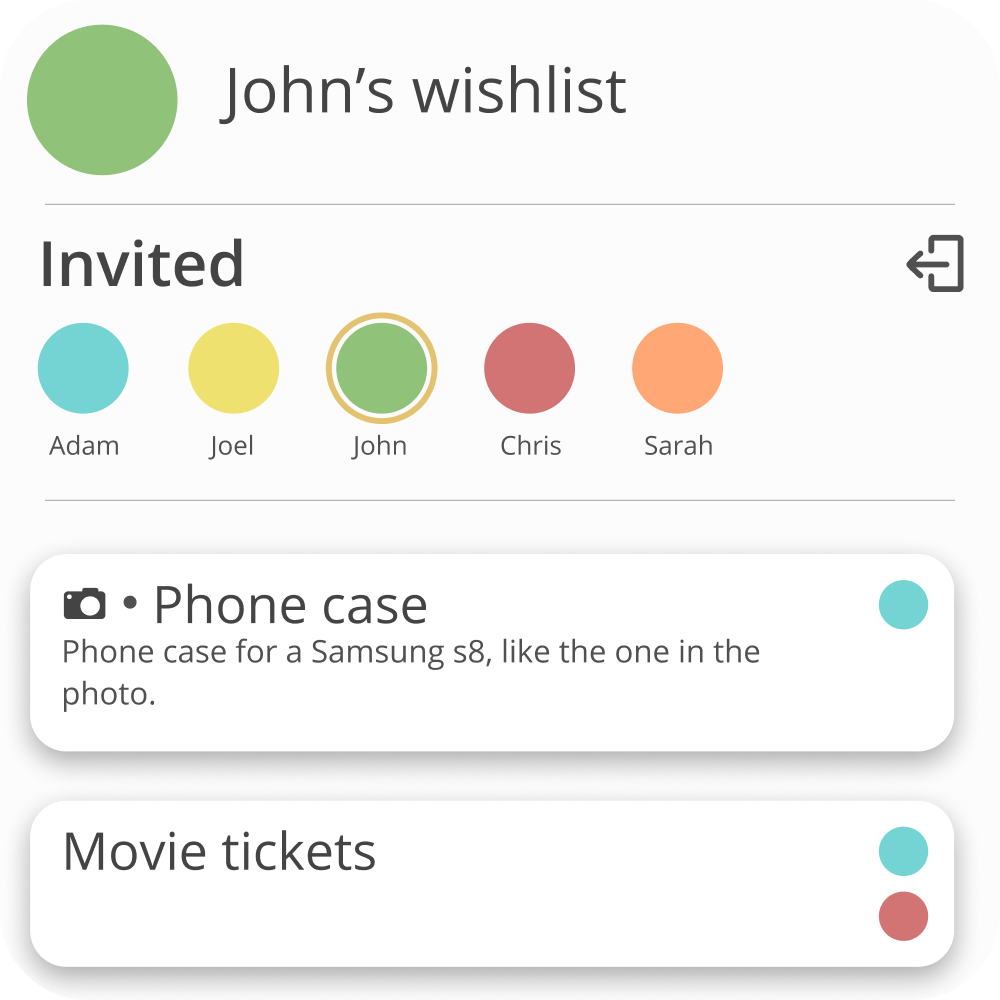 John’s wishlist
Invited
Adam Joel John Chris Sarah
• Phone case
Phone case for a Samsung s8, like the one in the
photo.
Movie tickets